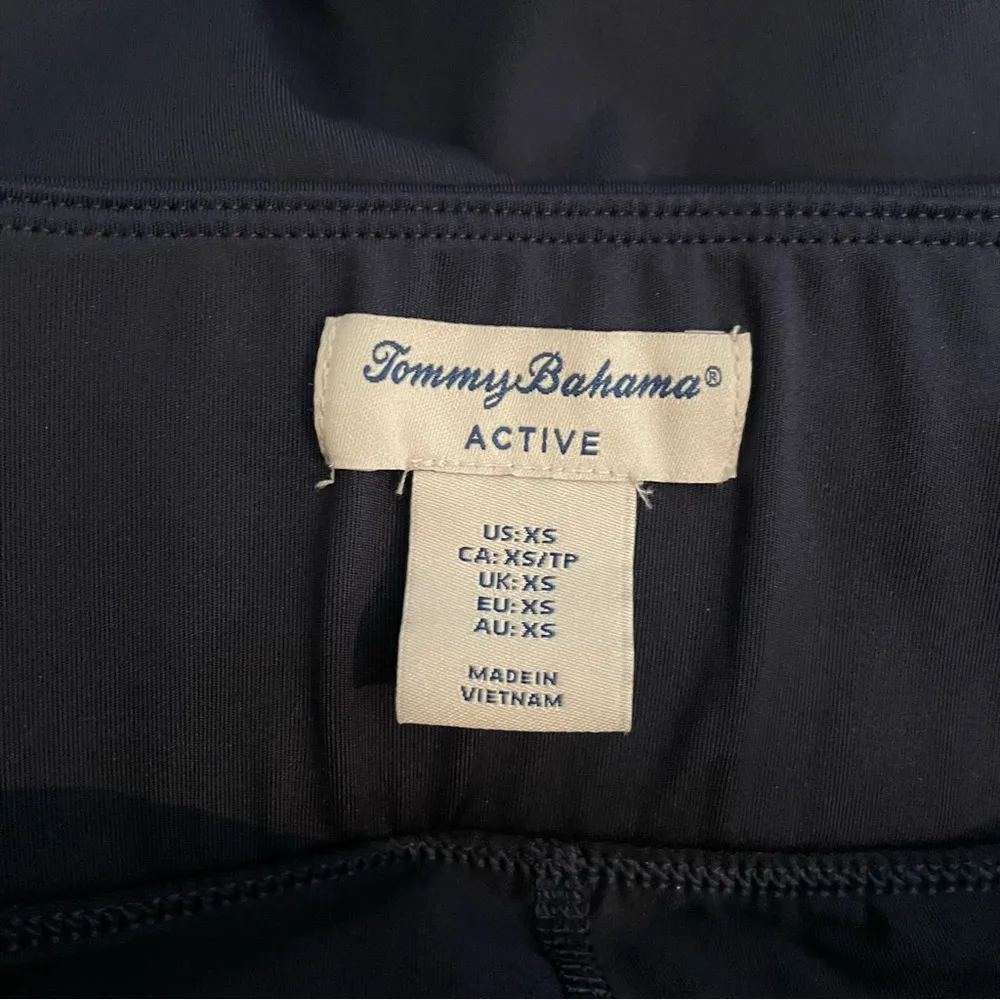 Tommy Bahama®
ACTIVE
US: XS
CA: XS/TP
UK: XS
EU: XS
AU: XS
MADE IN
VIETNAM